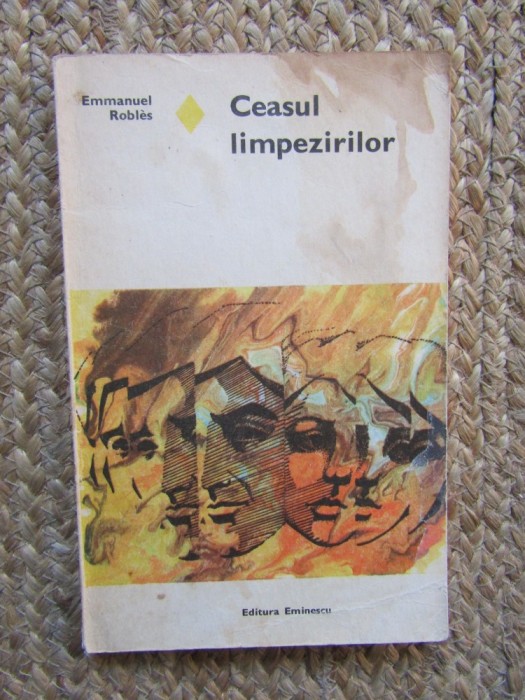 Emmanuel
Roblès
Ceasul
limpezirilor
Editura Eminescu